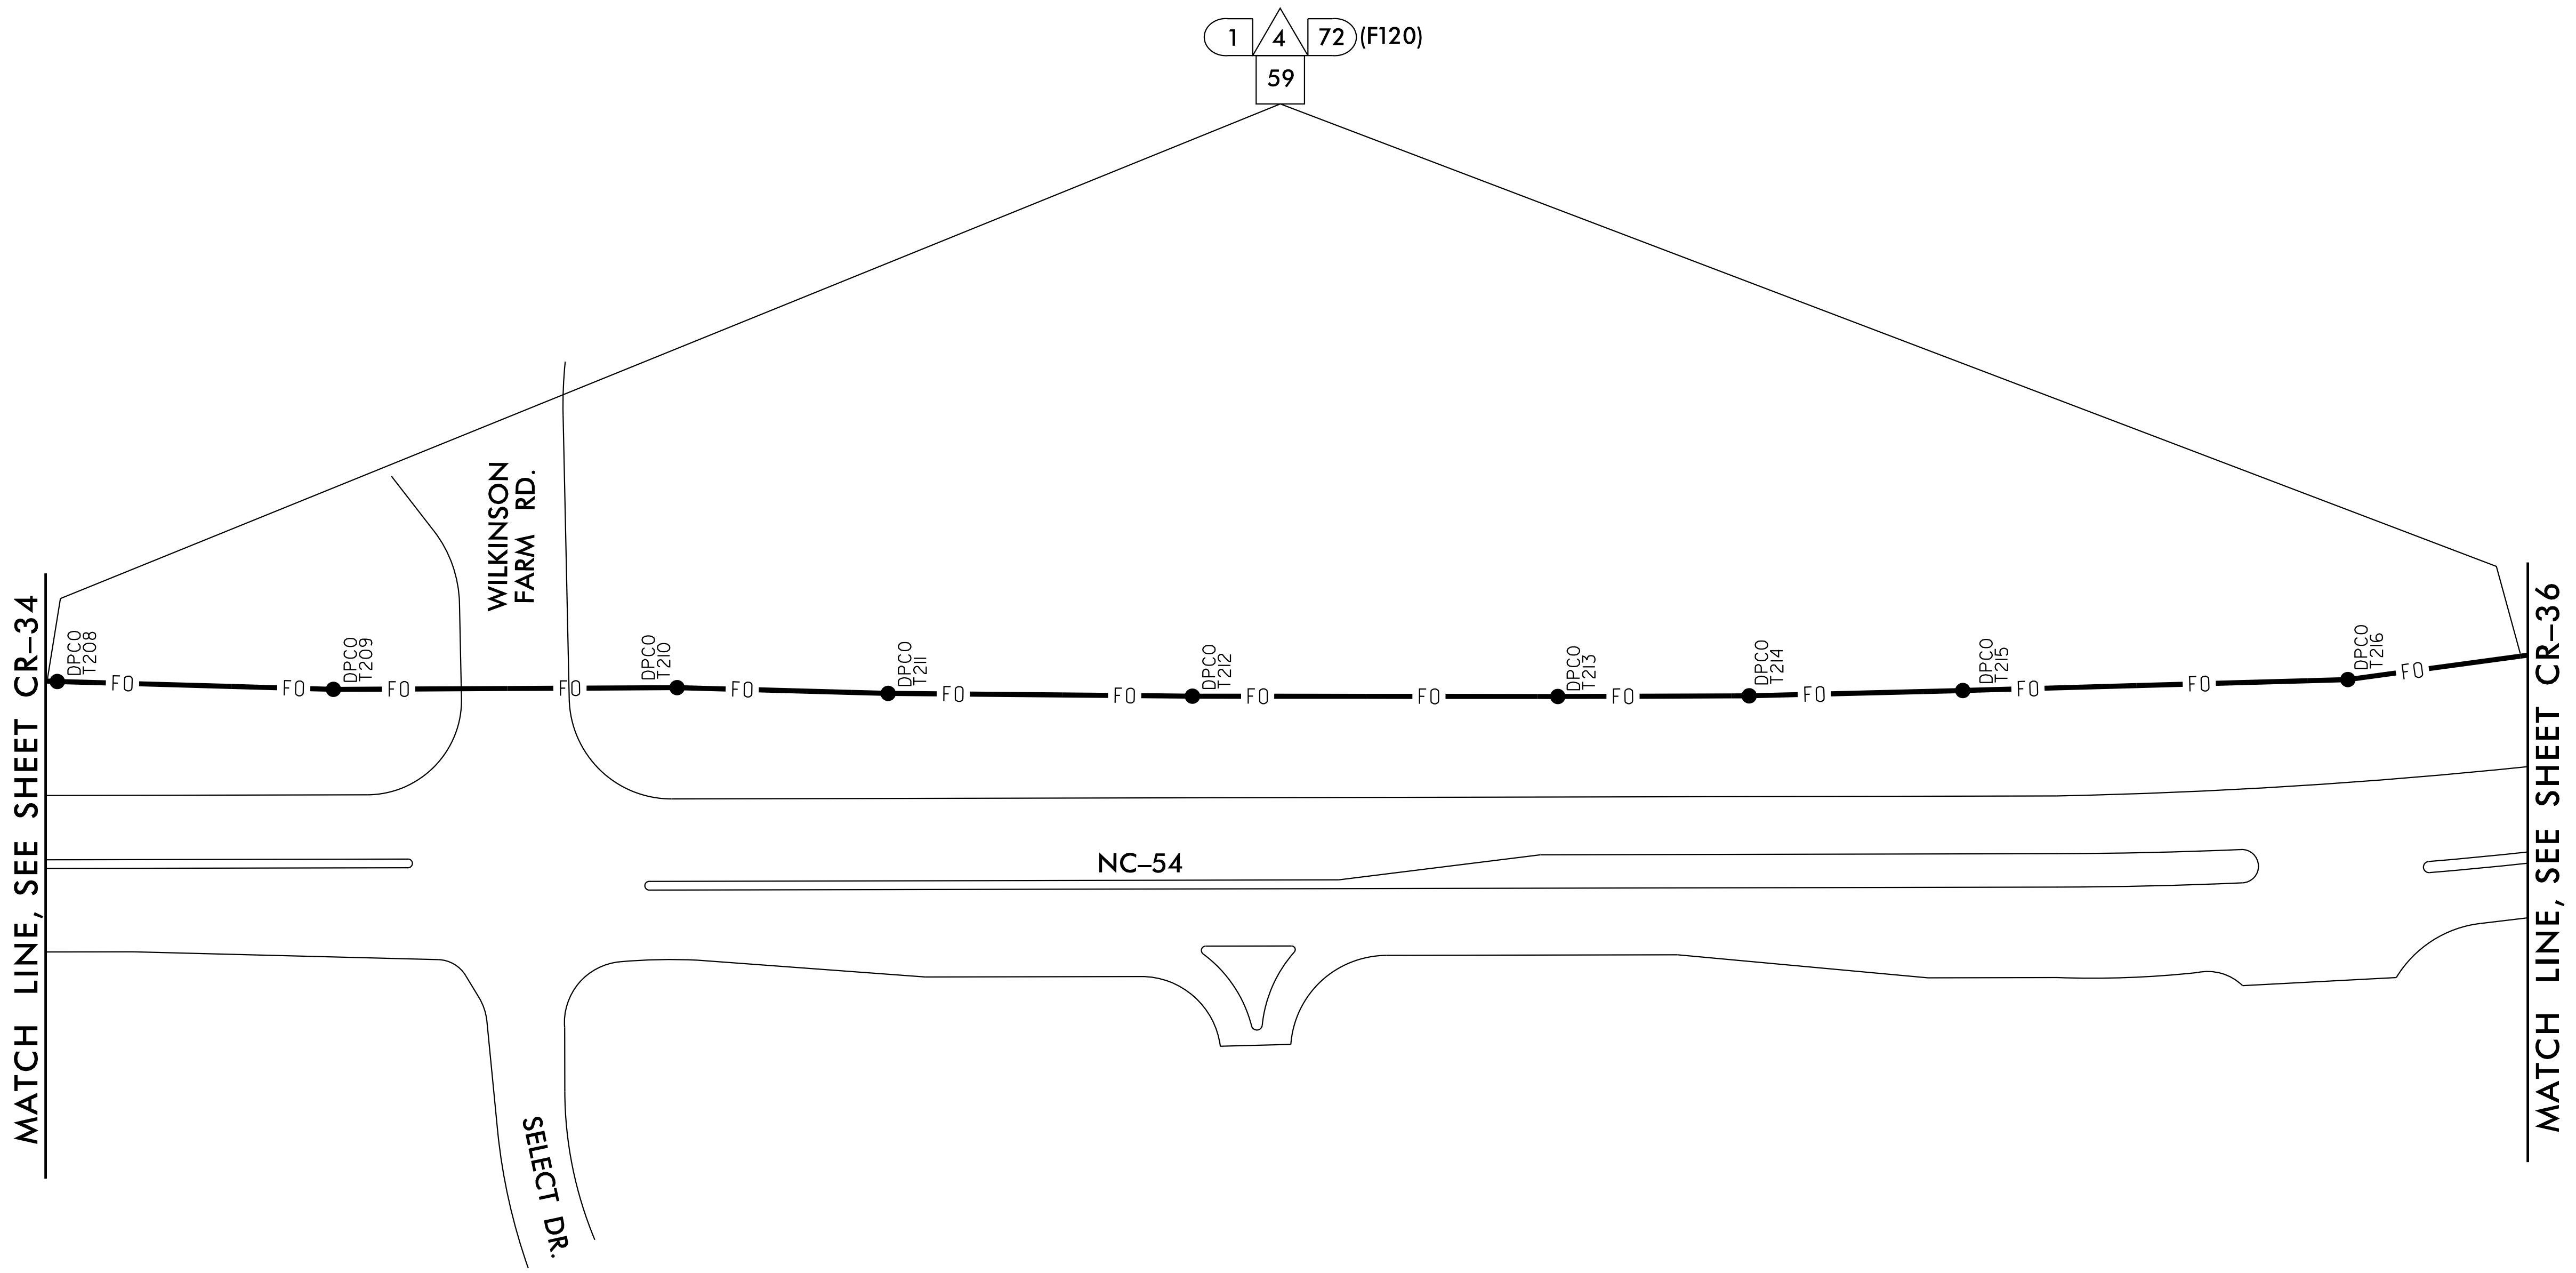 1 4 72 (F120)
59
WILKINSON
FARM RD.
MATCH LINE, SEE SHEET CR-34
DPCO
T208
DPCO
T209
DPCO
T210
DPCO
T211
DPCO
T212
DPCO
T213
DPCO
T214
DPCO
T215
DPCO
T216
FO FO FO FO FO FO FO FO FO FO FO FO FO FO
NC-54
SELECT DR.
MATCH LINE, SEE SHEET CR-36